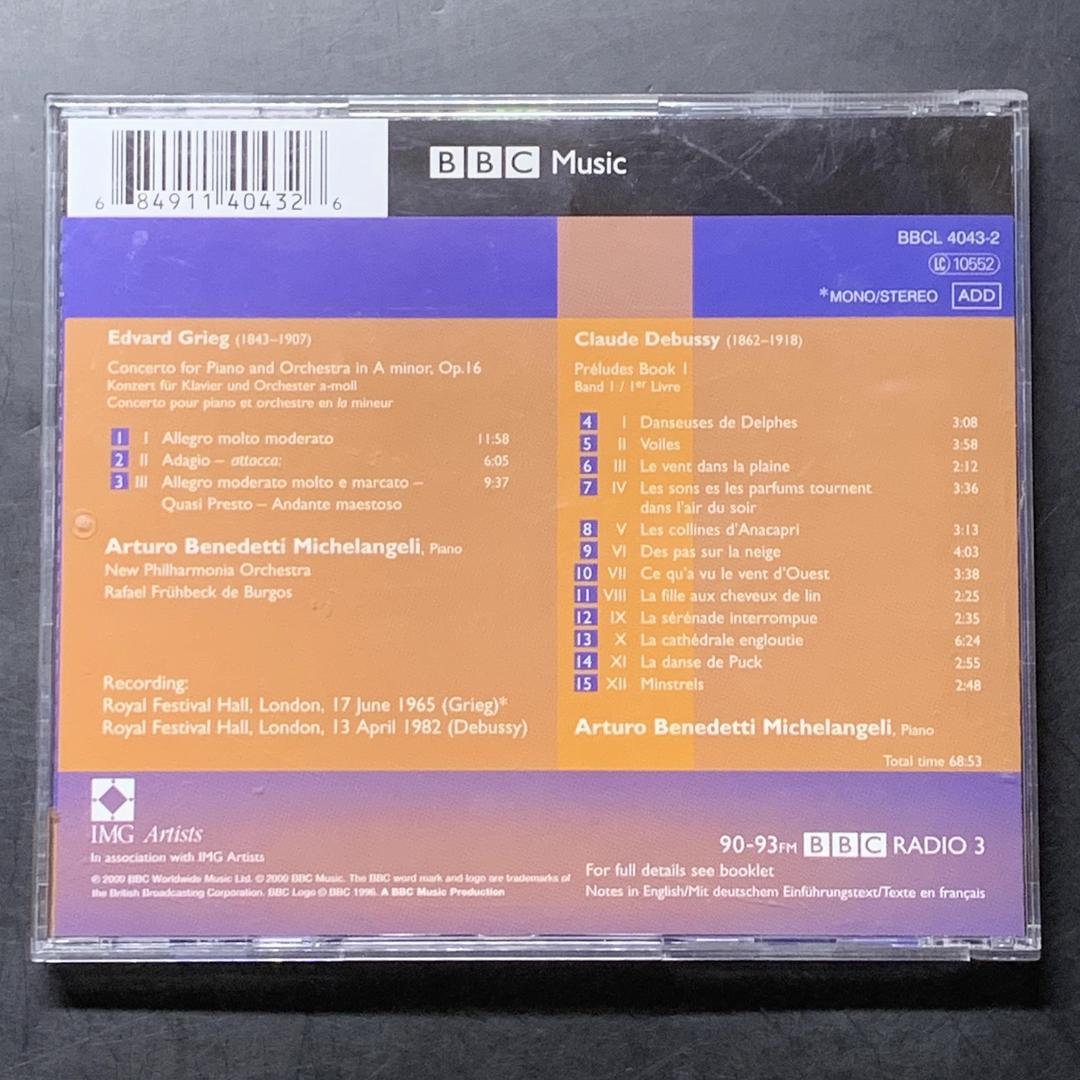 6 84911 40432 6
BBC Music
BBCL 4043-2
LC 10552
*MONO/STEREO ADD
Edvard Grieg (1843–1907)
Concerto for Piano and Orchestra in A minor, Op.16
Konzert für Klavier und Orchester a-moll
Concerto pour piano et orchestre en la mineur
1 I Allegro molto moderato 11:58
2 II Adagio – attacca: 6:05
3 III Allegro moderato molto e marcato – 9:37
Quasi Presto – Andante maestoso
Arturo Benedetti Michelangeli, Piano
New Philharmonia Orchestra
Rafael Frühbeck de Burgos
Recording:
Royal Festival Hall, London, 17 June 1965 (Grieg)*
Royal Festival Hall, London, 13 April 1982 (Debussy)
Claude Debussy (1862–1918)
Préludes Book 1
Band 1 / 1er Livre
4 I Danseuses de Delphes 3:08
5 II Voiles 3:58
6 III Le vent dans la plaine 2:12
7 IV Les sons es les parfums tournent 3:36
dans l'air du soir
8 V Les collines d'Anacapri 3:13
9 VI Des pas sur la neige 4:03
10 VII Ce qu'a vu le vent d'Ouest 3:38
11 VIII La fille aux cheveux de lin 2:25
12 IX La sérénade interrompue 2:35
13 X La cathédrale engloutie 6:24
14 XI La danse de Puck 2:55
15 XII Minstrels 2:48
Arturo Benedetti Michelangeli, Piano
Total time 68:53
IMG Artists
In association with IMG Artists
℗ 2000 BBC Worldwide Music Ltd. © 2000 BBC Music. The BBC word mark and logo are trademarks of
the British Broadcasting Corporation. BBC Logo © BBC 1996. A BBC Music Production
90-93FM BBC RADIO 3
For full details see booklet
Notes in English/Mit deutschem Einführungstext/Texte en français